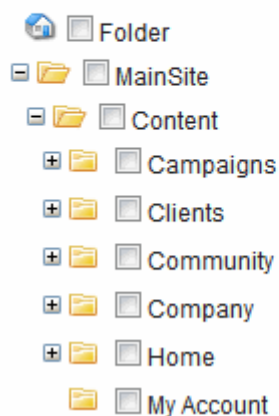 Folder
MainSite
Content
Campaigns
Clients
Community
Company
Home
My Account